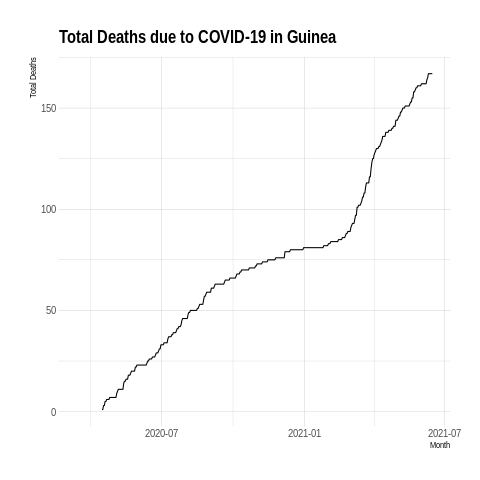 Total Deaths due to COVID-19 in Guinea
Total Deaths
150
100
50
0
2020-07
2021-01
2021-07
Month